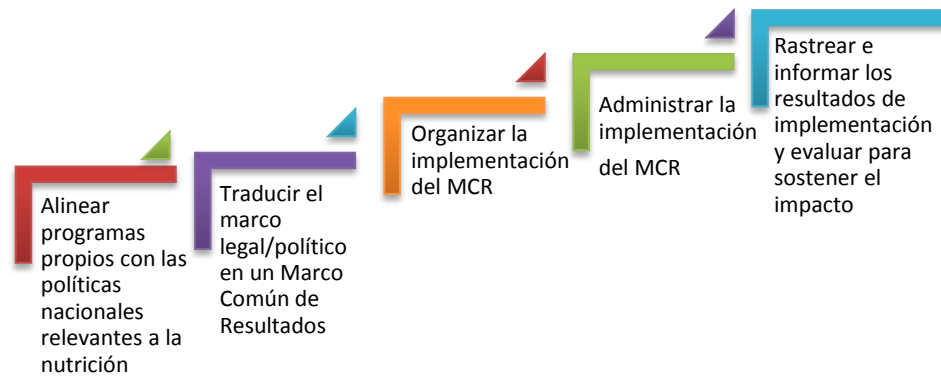 Alinear
programas
propios con las
políticas
nacionales
relevantes a la
nutrición
Traducir el
marco
legal/político
en un Marco
Común de
Resultados
Organizar la
implementación
del MCR
Administrar la
implementación
del MCR
Rastrear e
informar los
resultados de
implementación
y evaluar para
sostener el
impacto